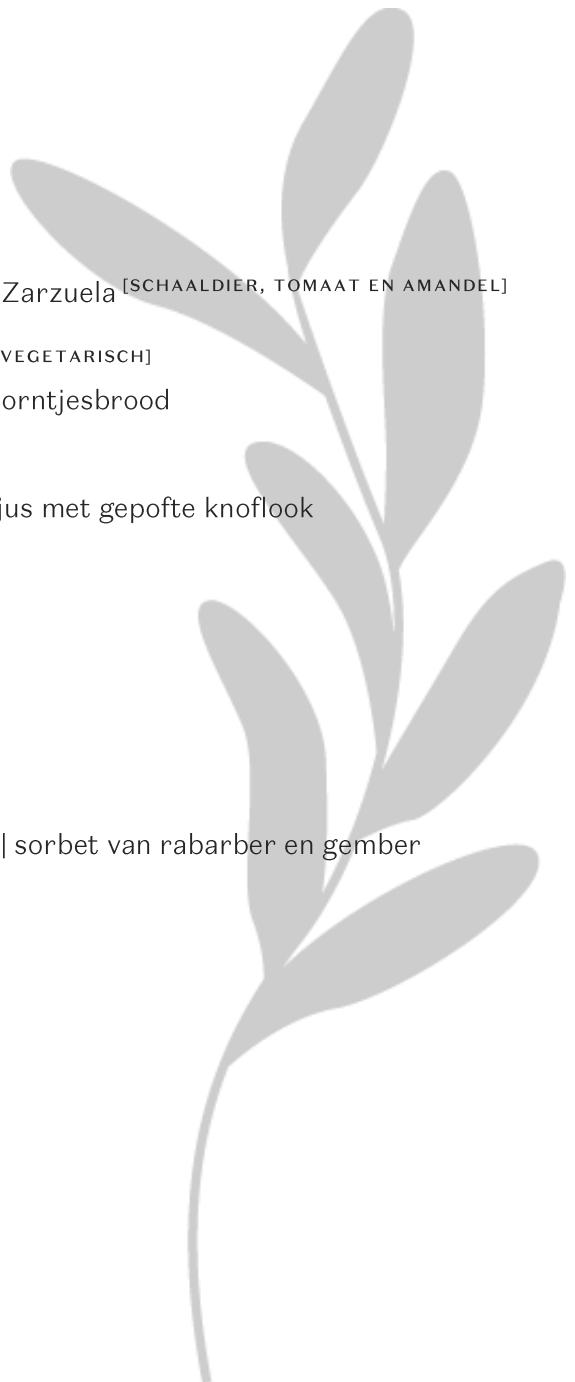 Zarzuela [SCHAALDIER, TOMAAT EN AMANDEL]
VEGETARISCH]
orntjesbrood
jus met gepofte knoflook
| sorbet van rabarber en gember